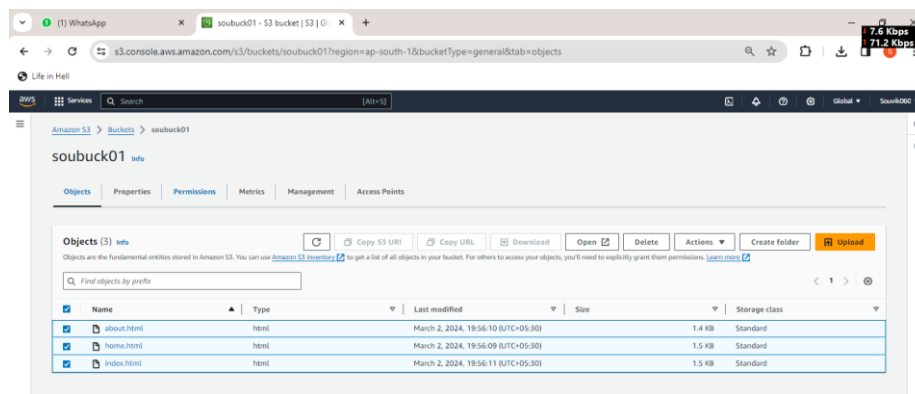 (1) WhatsApp
soubuck01 - S3 bucket | S3 | Gl
7.6 Kbps
71.2 Kbps
s3.console.aws.amazon.com/s3/buckets/soubuck01?region=ap-south-1&bucketType=general&tab=objects
Life in Hell
aws Services Search [Alt+S] Global Souvik060
Amazon S3 > Buckets > soubuck01
soubuck01 Info
Objects Properties Permissions Metrics Management Access Points
Objects (3) Info Copy S3 URI Copy URL Download Open Delete Actions Create folder Upload
Objects are the fundamental entities stored in Amazon S3. You can use Amazon S3 inventory to get a list of all objects in your bucket. For others to access your objects, you'll need to explicitly grant them permissions. Learn more
Find objects by prefix 1
Name Type Last modified Size Storage class
about.html html March 2, 2024, 19:56:10 (UTC+05:30) 1.4 KB Standard
home.html html March 2, 2024, 19:56:09 (UTC+05:30) 1.5 KB Standard
index.html html March 2, 2024, 19:56:11 (UTC+05:30) 1.5 KB Standard